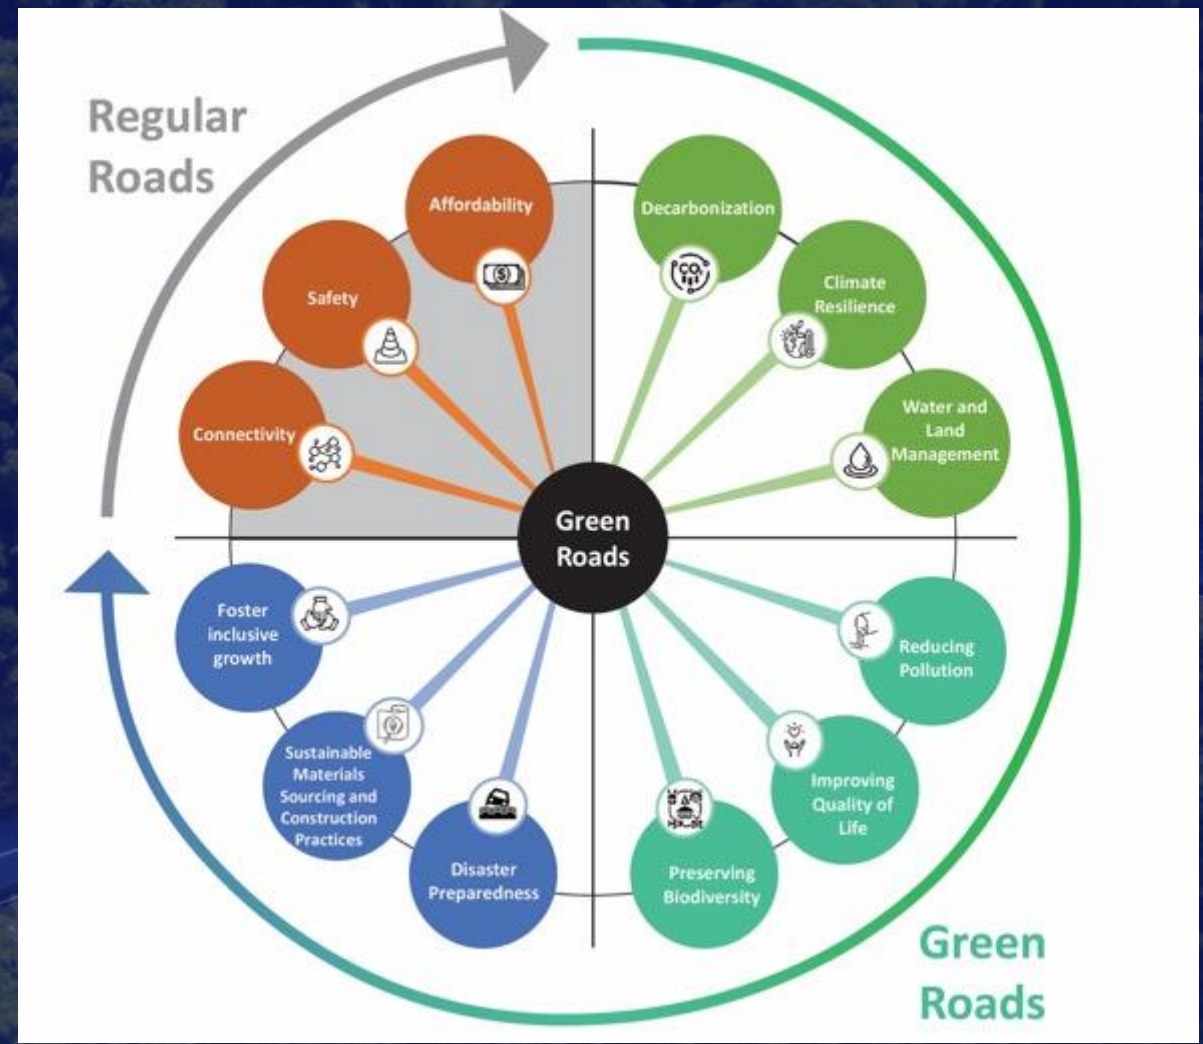 Regular
Roads
Affordability
Safety
Connectivity
Decarbonization
CO₂
Climate
Resilience
Water and
Land
Management
Green
Roads
Foster
inclusive
growth
Sustainable
Materials
Sourcing and
Construction
Practices
Disaster
Preparedness
Reducing
Pollution
Improving
Quality of
Life
Preserving
Biodiversity
Green
Roads